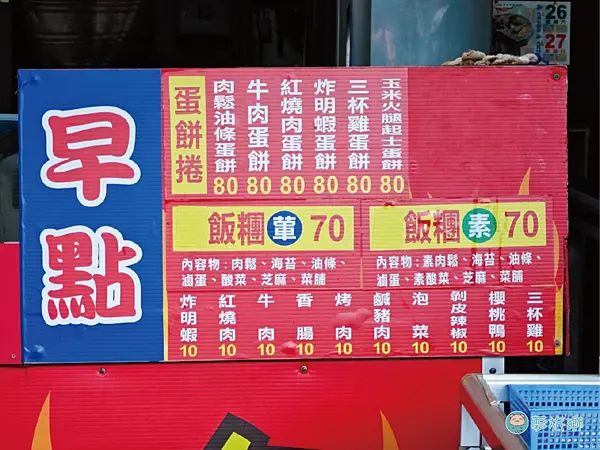 早點
蛋餅捲
肉鬆油條蛋餅 80
牛肉蛋餅 80
紅燒肉蛋餅 80
炸明蝦蛋餅 80
三杯雞蛋餅 80
玉米火腿起士蛋餅 80
飯糰 葷 70
內容物:肉鬆、海苔、油條、
滷蛋、酸菜、芝麻、菜脯
飯糰 素 70
內容物:素肉鬆、海苔、油條、
滷蛋、素酸菜、芝麻、菜脯
炸明蝦 10
紅燒肉 10
牛肉 10
香腸 10
烤肉 10
鹹豬肉 10
泡菜 10
剝皮辣椒 10
櫻桃鴨 10
三杯雞 10
26
27